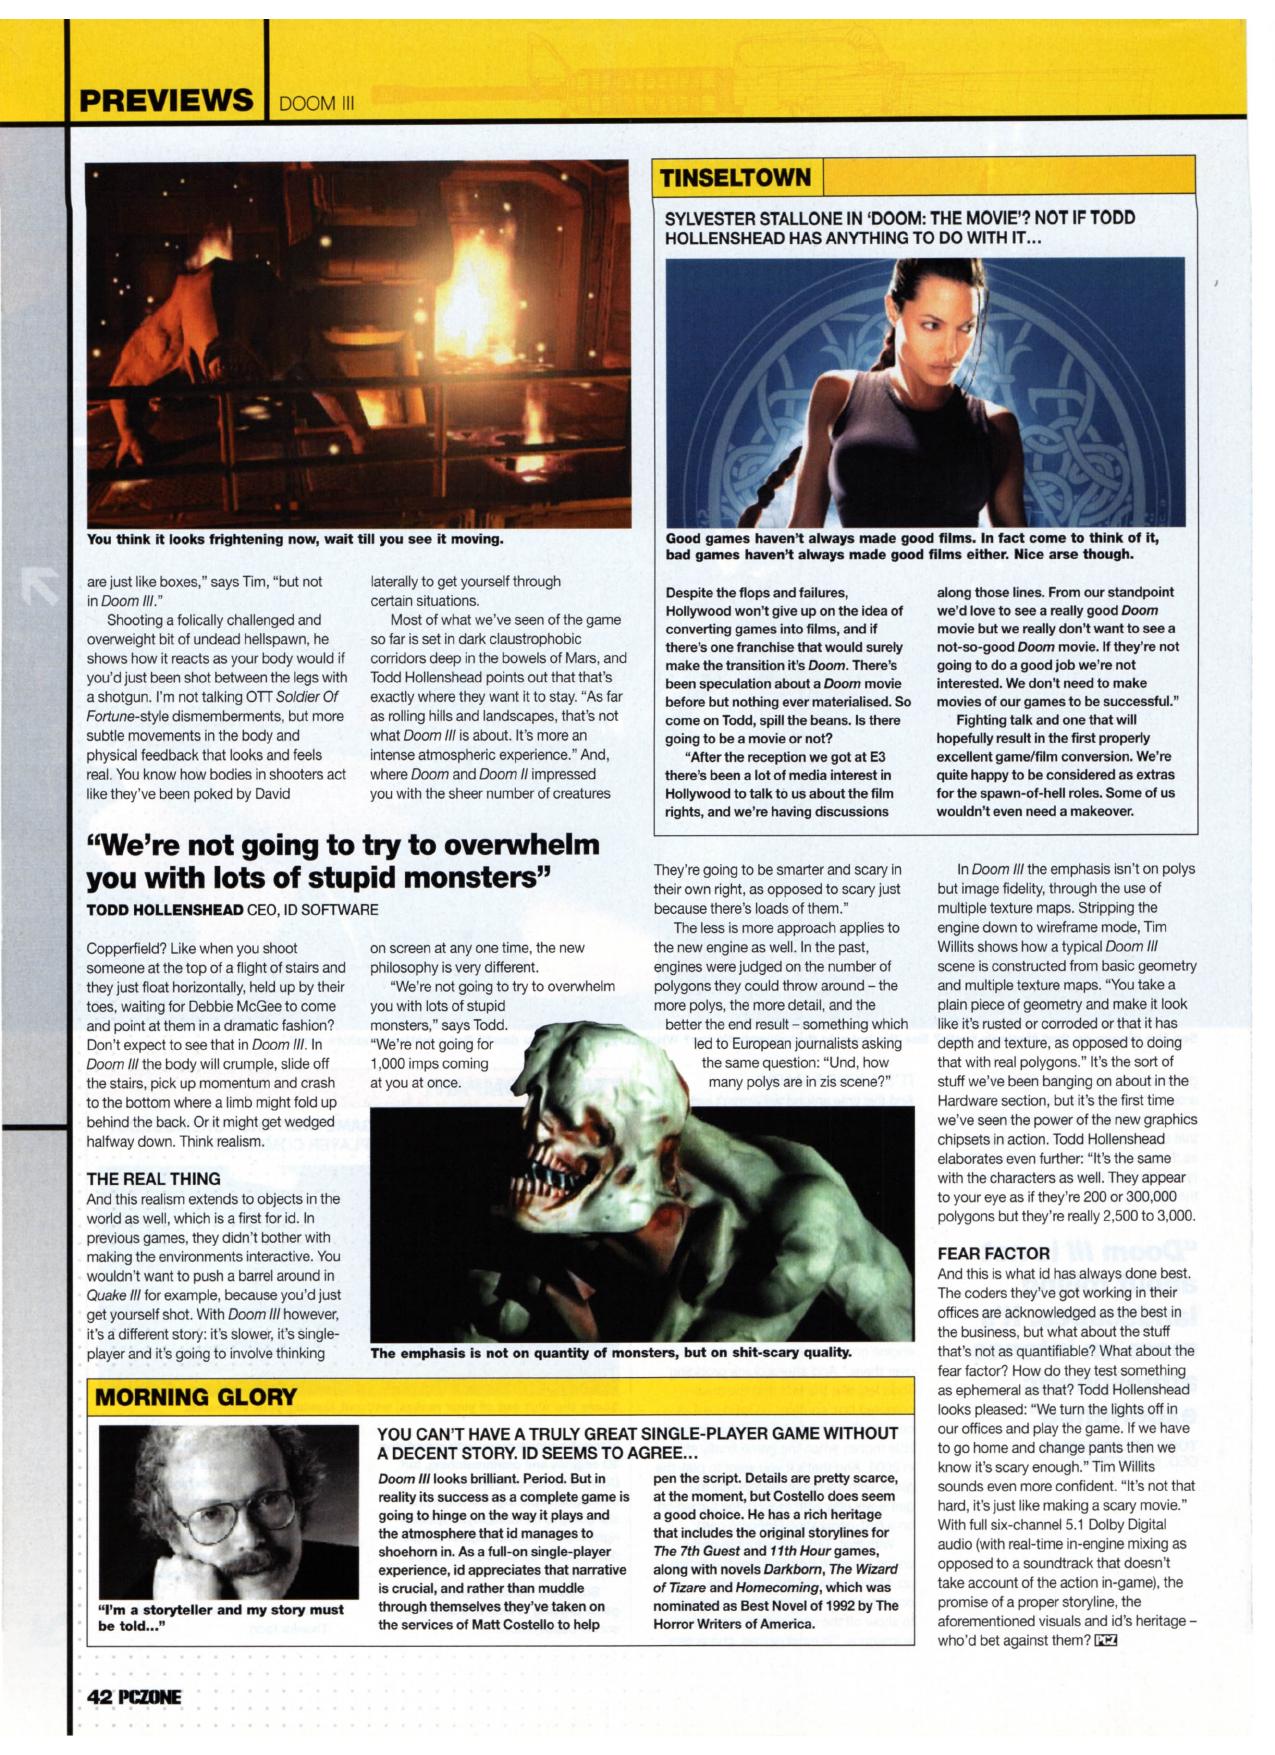 PREVIEWS
DOOM III
You think it looks frightening now, wait till you see it moving.
are just like boxes,” says Tim, “but not
in Doom III.”
Shooting a folically challenged and
overweight bit of undead hellspawn, he
shows how it reacts as your body would if
you'd just been shot between the legs with
a shotgun. I'm not talking OTT Soldier Of
Fortune-style dismemberments, but more
subtle movements in the body and
physical feedback that looks and feels
real. You know how bodies in shooters act
like they've been poked by David
laterally to get yourself through
certain situations.
Most of what we've seen of the game
so far is set in dark claustrophobic
corridors deep in the bowels of Mars, and
Todd Hollenshead points out that that's
exactly where they want it to stay. “As far
as rolling hills and landscapes, that's not
what Doom III is about. It's more an
intense atmospheric experience.” And,
where Doom and Doom II impressed
you with the sheer number of creatures
“We're not going to try to overwhelm
you with lots of stupid monsters”
TODD HOLLENSHEAD CEO, ID SOFTWARE
Copperfield? Like when you shoot
someone at the top of a flight of stairs and
they just float horizontally, held up by their
toes, waiting for Debbie McGee to come
and point at them in a dramatic fashion?
Don't expect to see that in Doom III. In
Doom III the body will crumple, slide off
the stairs, pick up momentum and crash
to the bottom where a limb might fold up
behind the back. Or it might get wedged
halfway down. Think realism.
THE REAL THING
And this realism extends to objects in the
world as well, which is a first for id. In
previous games, they didn't bother with
making the environments interactive. You
wouldn't want to push a barrel around in
Quake III for example, because you'd just
get yourself shot. With Doom III however,
it's a different story: it's slower, it's single-
player and it's going to involve thinking
on screen at any one time, the new
philosophy is very different.
“We're not going to try to overwhelm
you with lots of stupid
monsters,” says Todd.
“We're not going for
1,000 imps coming
at you at once.
The emphasis is not on quantity of monsters, but on shit-scary quality.
They're going to be smarter and scary in
their own right, as opposed to scary just
because there's loads of them.”
The less is more approach applies to
the new engine as well. In the past,
engines were judged on the number of
polygons they could throw around – the
more polys, the more detail, and the
better the end result – something which
led to European journalists asking
the same question: “Und, how
many polys are in zis scene?”
In Doom III the emphasis isn't on polys
but image fidelity, through the use of
multiple texture maps. Stripping the
engine down to wireframe mode, Tim
Willits shows how a typical Doom III
scene is constructed from basic geometry
and multiple texture maps. “You take a
plain piece of geometry and make it look
like it's rusted or corroded or that it has
depth and texture, as opposed to doing
that with real polygons.” It's the sort of
stuff we've been banging on about in the
Hardware section, but it's the first time
we've seen the power of the new graphics
chipsets in action. Todd Hollenshead
elaborates even further: “It's the same
with the characters as well. They appear
to your eye as if they're 200 or 300,000
polygons but they're really 2,500 to 3,000.
FEAR FACTOR
And this is what id has always done best.
The coders they've got working in their
offices are acknowledged as the best in
the business, but what about the stuff
that's not as quantifiable? What about the
fear factor? How do they test something
as ephemeral as that? Todd Hollenshead
looks pleased: “We turn the lights off in
our offices and play the game. If we have
to go home and change pants then we
know it's scary enough.” Tim Willits
sounds even more confident. “It's not that
hard, it's just like making a scary movie.”
With full six-channel 5.1 Dolby Digital
audio (with real-time in-engine mixing as
opposed to a soundtrack that doesn't
take account of the action in-game), the
promise of a proper storyline, the
aforementioned visuals and id's heritage –
who'd bet against them? PCZ
TINSELTOWN
SYLVESTER STALLONE IN ‘DOOM: THE MOVIE’? NOT IF TODD
HOLLENSHEAD HAS ANYTHING TO DO WITH IT...
Good games haven't always made good films. In fact come to think of it,
bad games haven't always made good films either. Nice arse though.
Despite the flops and failures,
Hollywood won't give up on the idea of
converting games into films, and if
there's one franchise that would surely
make the transition it's Doom. There's
been speculation about a Doom movie
before but nothing ever materialised. So
come on Todd, spill the beans. Is there
going to be a movie or not?
“After the reception we got at E3
there's been a lot of media interest in
Hollywood to talk to us about the film
rights, and we're having discussions
along those lines. From our standpoint
we'd love to see a really good Doom
movie but we really don't want to see a
not-so-good Doom movie. If they're not
going to do a good job we're not
interested. We don't need to make
movies of our games to be successful.”
Fighting talk and one that will
hopefully result in the first properly
excellent game/film conversion. We're
quite happy to be considered as extras
for the spawn-of-hell roles. Some of us
wouldn't even need a makeover.
MORNING GLORY
“I'm a storyteller and my story must
be told...”
YOU CAN'T HAVE A TRULY GREAT SINGLE-PLAYER GAME WITHOUT
A DECENT STORY. ID SEEMS TO AGREE...
Doom III looks brilliant. Period. But in
reality its success as a complete game is
going to hinge on the way it plays and
the atmosphere that id manages to
shoehorn in. As a full-on single-player
experience, id appreciates that narrative
is crucial, and rather than muddle
through themselves they've taken on
the services of Matt Costello to help
pen the script. Details are pretty scarce,
at the moment, but Costello does seem
a good choice. He has a rich heritage
that includes the original storylines for
The 7th Guest and 11th Hour games,
along with novels Darkborn, The Wizard
of Tizare and Homecoming, which was
nominated as Best Novel of 1992 by The
Horror Writers of America.
42 PCZONE